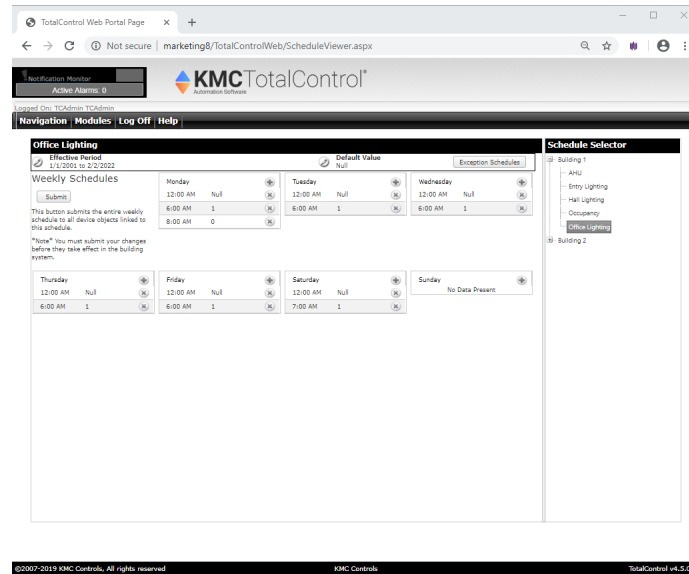 TotalControl Web Portal Page
Not secure | marketing8/TotalControlWeb/ScheduleViewer.aspx
Notification Monitor
Active Alarms: 0
KMC TotalControl®
Automation Software
Logged On: TCAdmin TCAdmin
Navigation Modules Log Off Help
Office Lighting
Effective Period
1/1/2001 to 2/2/2022
Default Value
Null
Exception Schedules
Weekly Schedules
Submit
This button submits the entire weekly
schedule to all device objects linked to
this schedule.
*Note* You must submit your changes
before they take effect in the building
system.
Monday
12:00 AM Null
6:00 AM 1
8:00 AM 0
Tuesday
12:00 AM Null
6:00 AM 1
Wednesday
12:00 AM Null
6:00 AM 1
Thursday
12:00 AM Null
6:00 AM 1
Friday
12:00 AM Null
6:00 AM 1
Saturday
12:00 AM Null
7:00 AM 1
Sunday
No Data Present
Schedule Selector
Building 1
AHU
Entry Lighting
Hall Lighting
Occupancy
Office Lighting
Building 2
©2007-2019 KMC Controls, All rights reserved
KMC Controls
TotalControl v4.5.0